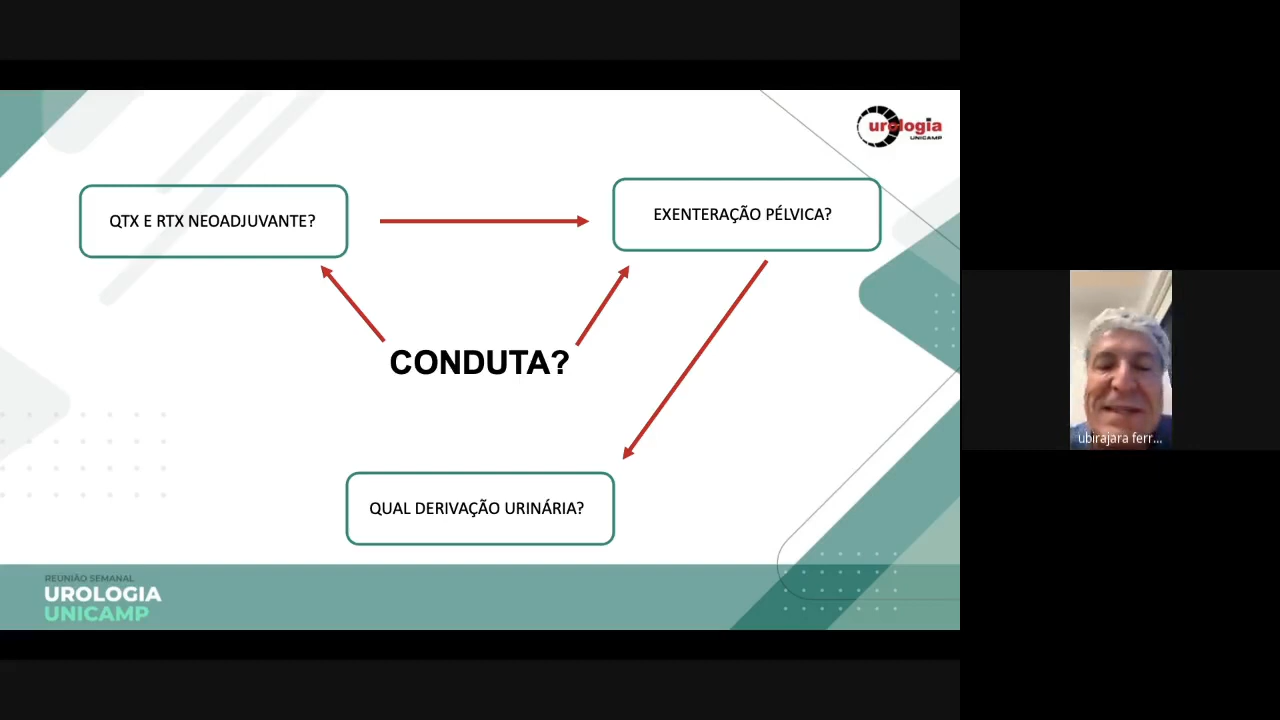 urologia
UNICAMP
QTX E RTX NEOADJUVANTE?
EXENTERAÇÃO PÉLVICA?
CONDUTA?
ubirajara ferr...
QUAL DERIVAÇÃO URINÁRIA?
REUNIÃO SEMANAL
UROLOGIA
UNICAMP